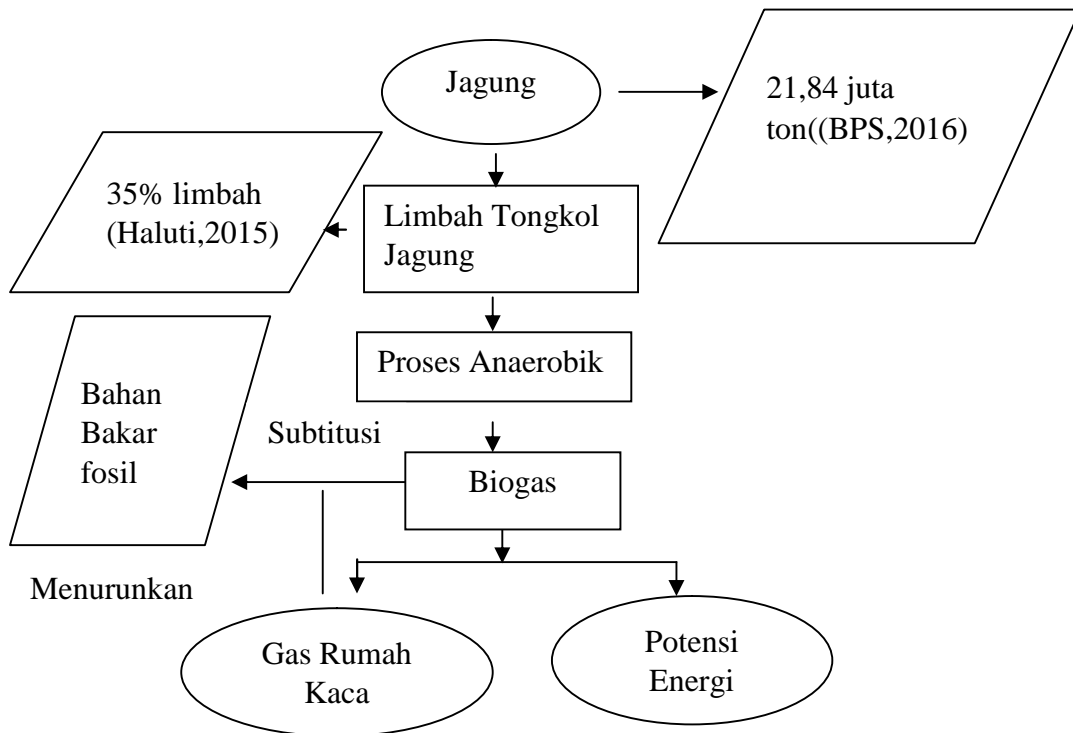 Jagung
21,84 juta
ton((BPS,2016)
35% limbah
(Haluti,2015)
Limbah Tongkol
Jagung
Proses Anaerobik
Bahan
Bakar
fosil
Subtitusi
Biogas
Menurunkan
Gas Rumah
Kaca
Potensi
Energi